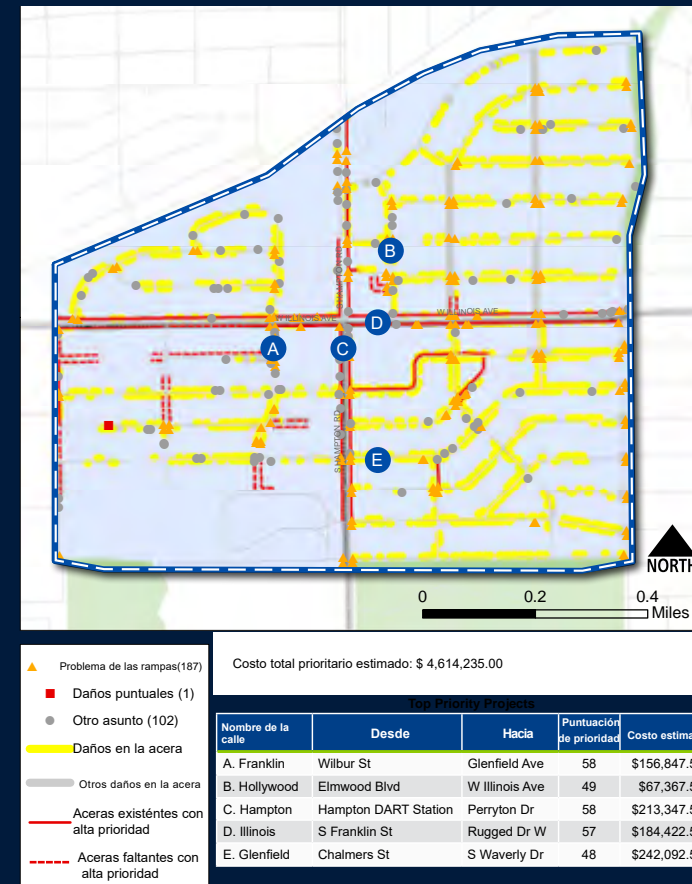 S HAMPTON RD
W ILLINOIS AVE
W ILLINOIS AVE
S HAMPTON RD
A
B
C
D
E
NORTH
0 0.2 0.4
Miles
Problema de las rampas(187)
Daños puntuales (1)
Otro asunto (102)
Daños en la acera
Otros daños en la acera
Aceras existéntes con
alta prioridad
Aceras faltantes con
alta prioridad
Costo total prioritario estimado: $ 4,614,235.00
Top Priority Projects
Nombre de la calle Desde Hacia Puntuación de prioridad Costo estima
A. Franklin Wilbur St Glenfield Ave 58 $156,847.5
B. Hollywood Elmwood Blvd W Illinois Ave 49 $67,367.5
C. Hampton Hampton DART Station Perryton Dr 58 $213,347.5
D. Illinois S Franklin St Rugged Dr W 57 $184,422.5
E. Glenfield Chalmers St S Waverly Dr 48 $242,092.5